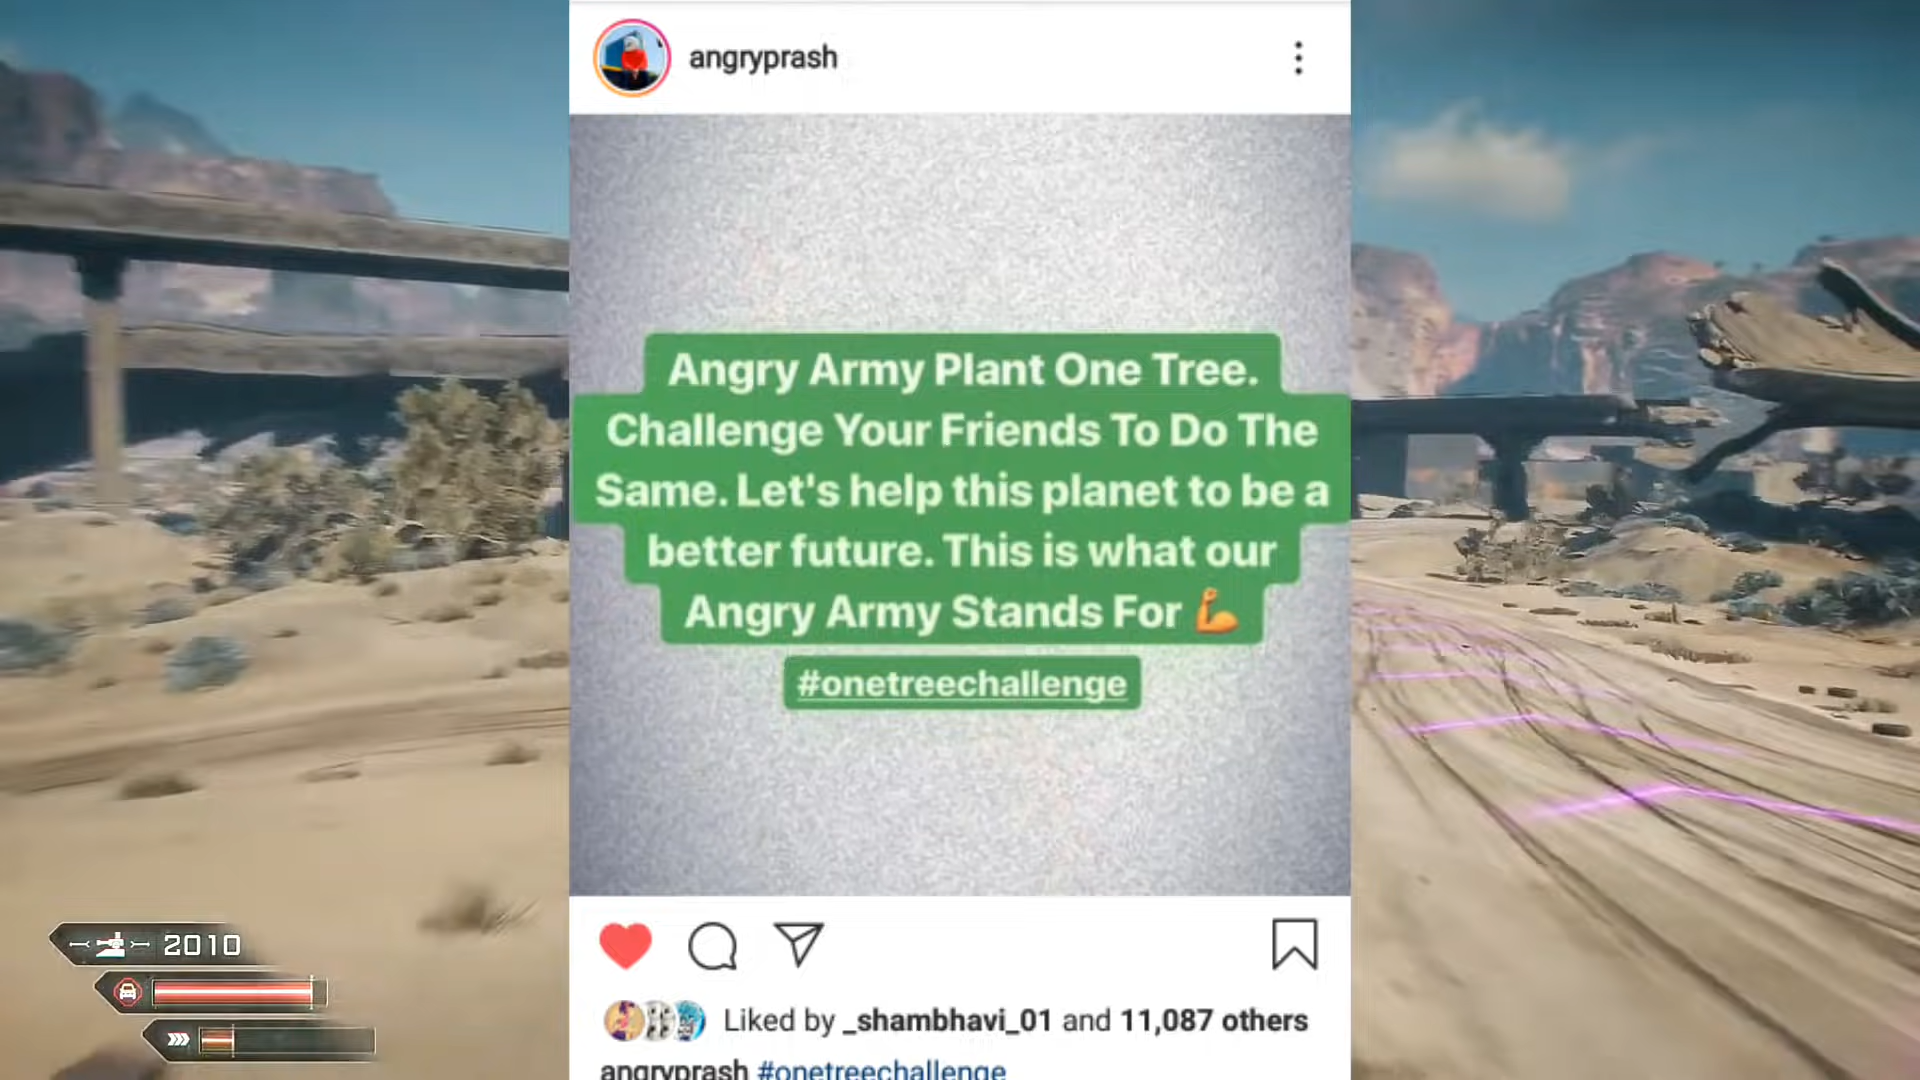 angryprash
Angry Army Plant One Tree.
Challenge Your Friends To Do The
Same. Let's help this planet to be a
better future. This is what our
Angry Army Stands For 💪
#onetreechallenge
2010
Liked by _shambhavi_01 and 11,087 others
angryprash #onetreechallenge